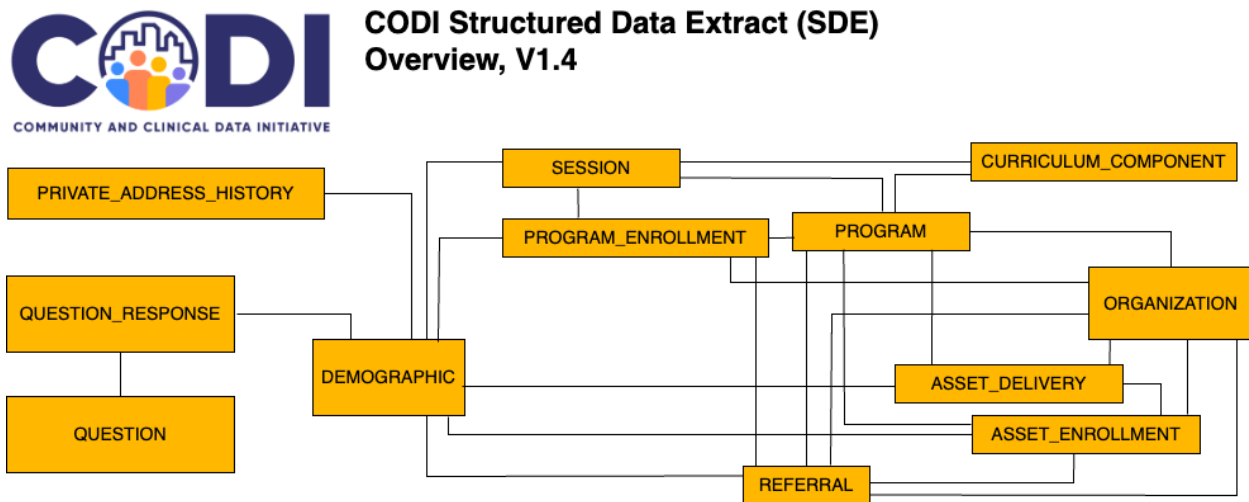 CODI
COMMUNITY AND CLINICAL DATA INITIATIVE
CODI Structured Data Extract (SDE)
Overview, V1.4
PRIVATE_ADDRESS_HISTORY
SESSION
CURRICULUM_COMPONENT
PROGRAM_ENROLLMENT
PROGRAM
QUESTION_RESPONSE
ORGANIZATION
DEMOGRAPHIC
ASSET_DELIVERY
QUESTION
ASSET_ENROLLMENT
REFERRAL